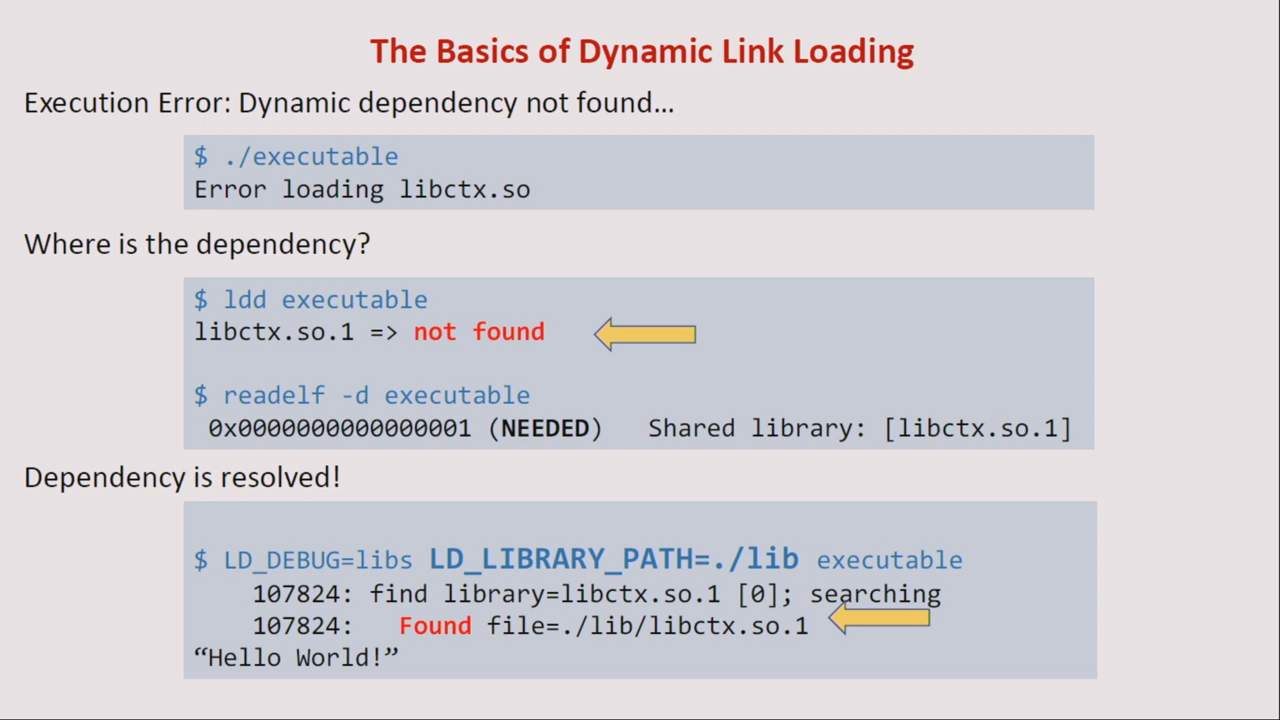 The Basics of Dynamic Link Loading
Execution Error: Dynamic dependency not found…
$ ./executable
Error loading libctx.so
Where is the dependency?
$ ldd executable
libctx.so.1 => not found
$ readelf -d executable
0x0000000000000001 (NEEDED) Shared library: [libctx.so.1]
Dependency is resolved!
$ LD_DEBUG=libs LD_LIBRARY_PATH=./lib executable
107824: find library=libctx.so.1 [0]; searching
107824: Found file=./lib/libctx.so.1
“Hello World!”